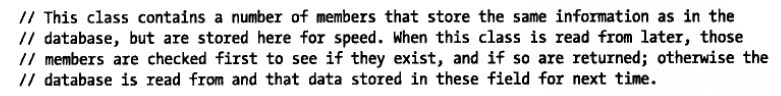 // This class contains a number of members that store the same information as in the
// database, but are stored here for speed. When this class is read from later, those
// members are checked first to see if they exist, and if so are returned; otherwise the
// database is read from and that data stored in these field for next time.